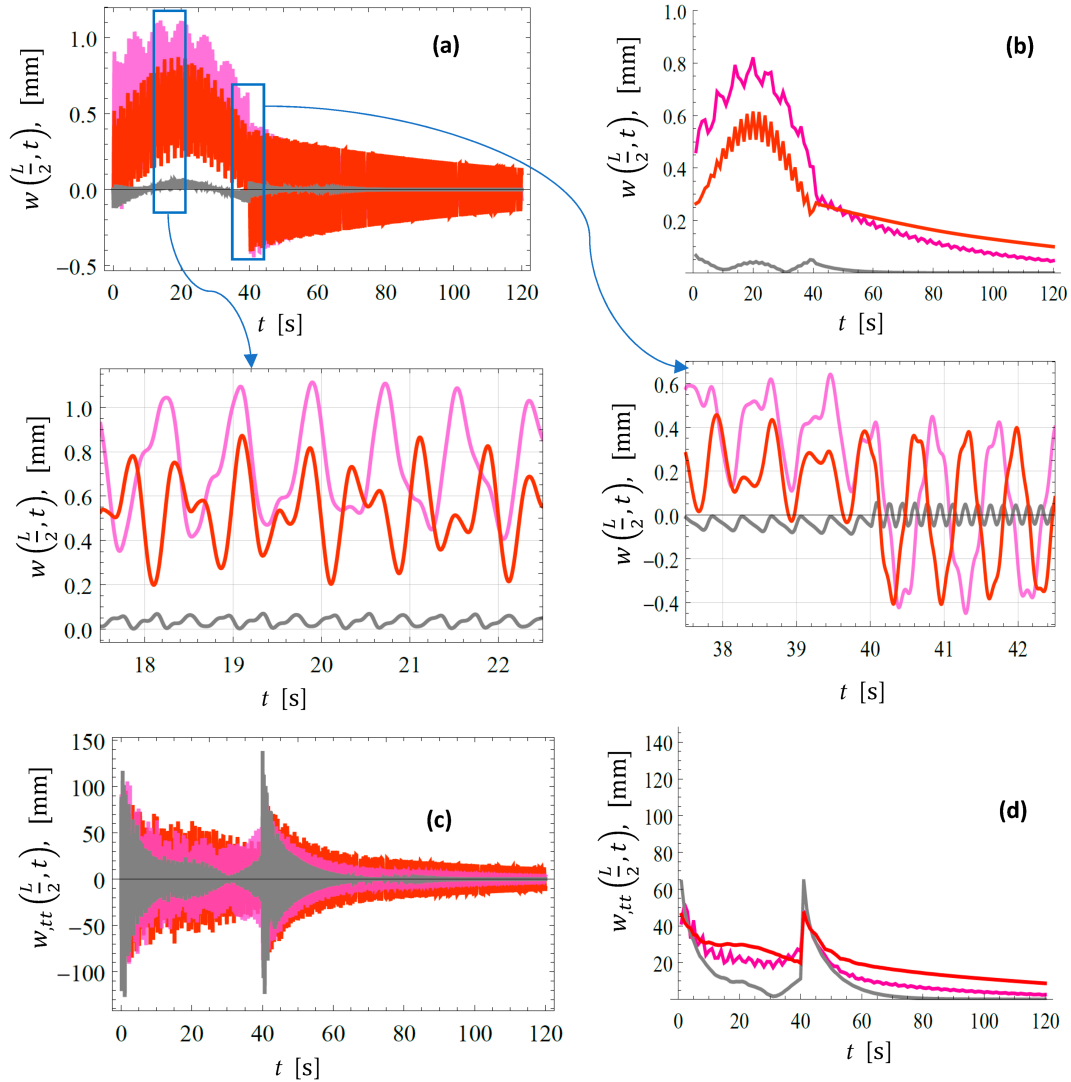 (a)
w (L/2, t), [mm]
1.0
0.5
0.0
−0.5
0 20 40 60 80 100 120
t [s]
(b)
w (L/2, t), [mm]
1.0
0.8
0.6
0.4
0.2
0 20 40 60 80 100 120
t [s]
w (L/2, t), [mm]
1.0
0.8
0.6
0.4
0.2
0.0
18 19 20 21 22
t [s]
w (L/2, t), [mm]
0.6
0.4
0.2
0.0
−0.4
38 39 40 41 42
t [s]
(c)
w,tt (L/2, t), [mm]
150
100
50
0
−50
−100
0 20 40 60 80 100 120
t [s]
(d)
w,tt (L/2, t), [mm]
140
120
100
80
60
40
20
0 20 40 60 80 100 120
t [s]